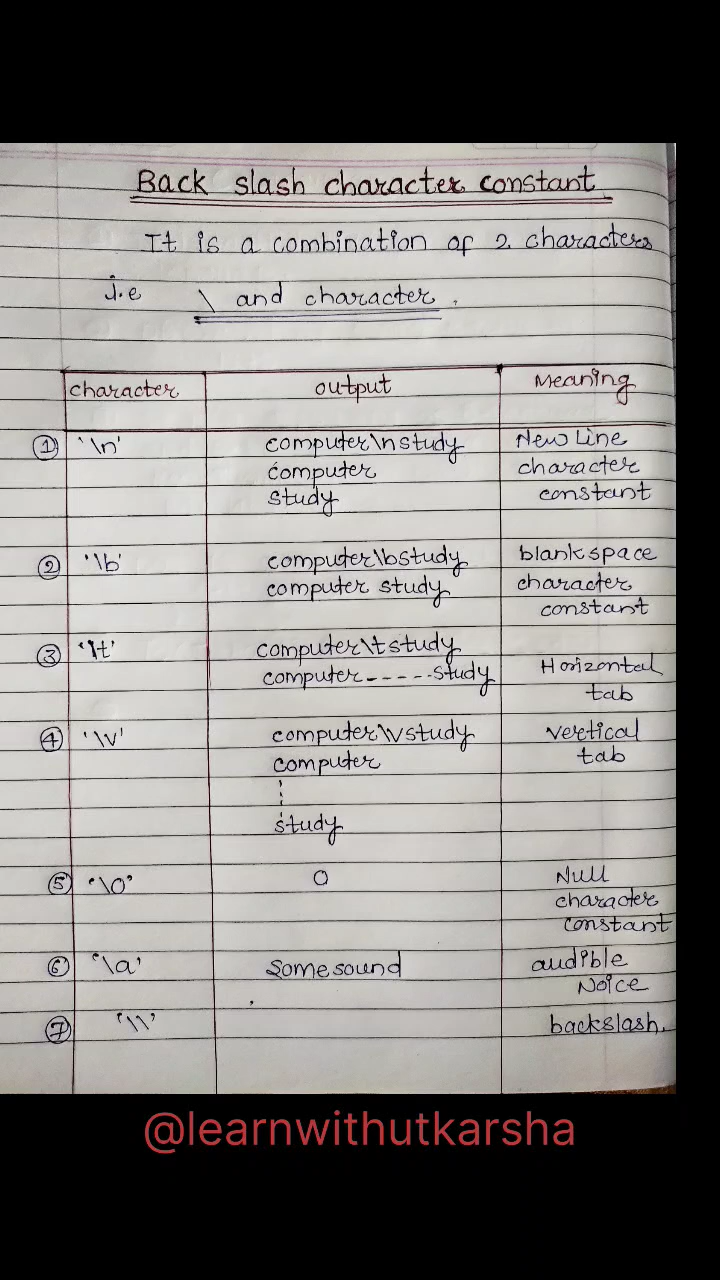 Back slash character constant
It is a combination of 2 characters
i.e \ and character.
character output Meaning
① '\n' computer\nstudy New Line
computer character
study constant
② '\b' computer\bstudy blank space
computer study character
constant
③ '\t' computer\tstudy
computer-----study Horizontal
tab
④ '\v' computer\vstudy vertical
computer tab
study
⑤ '\0' 0 Null
character
constant
⑥ '\a' Some sound audible
Noice
⑦ '\\' backslash.
@learnwithutkarsha